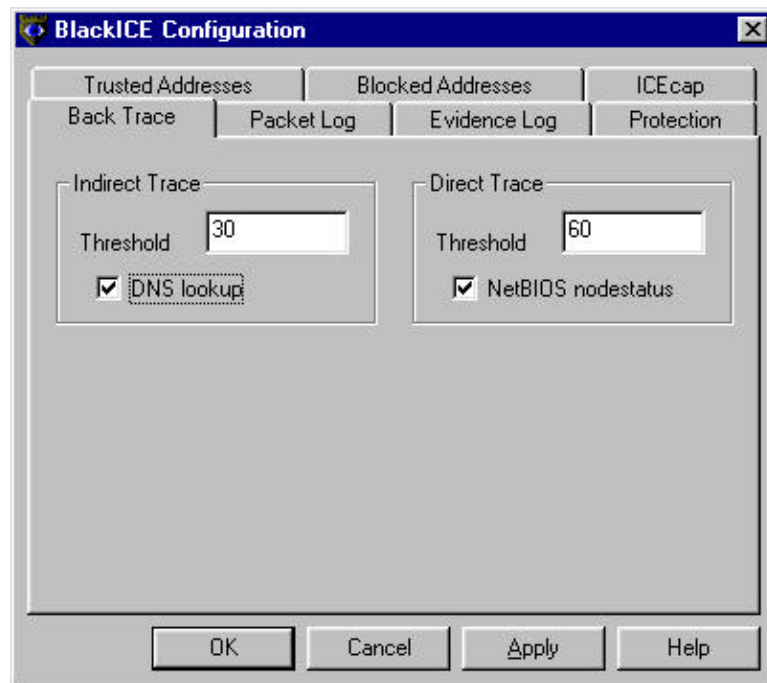 BlackICE Configuration
Trusted Addresses Blocked Addresses ICEcap
Back Trace Packet Log Evidence Log Protection
Indirect Trace Direct Trace
Threshold 30 Threshold 60
DNS lookup NetBIOS nodestatus
OK Cancel Apply Help